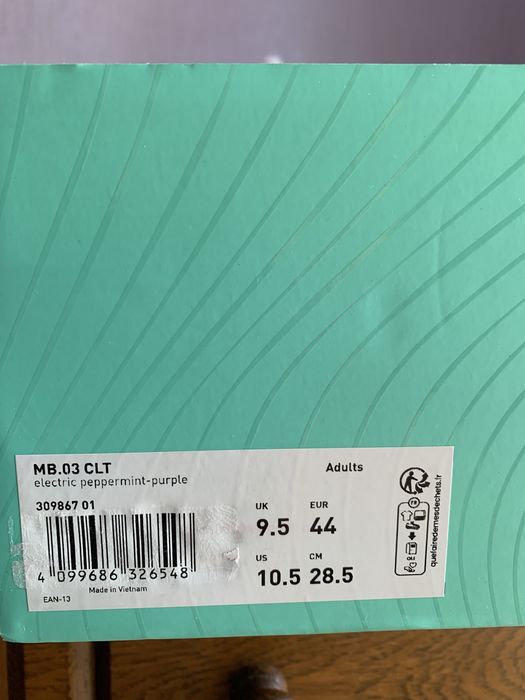 MB.03 CLT
Adults
electric peppermint-purple
309867 01
UK EUR
9.5 44
US CM
10.5 28.5
4 099686 326548
Made in Vietnam
EAN-13
FR
quefairedemesdechets.fr